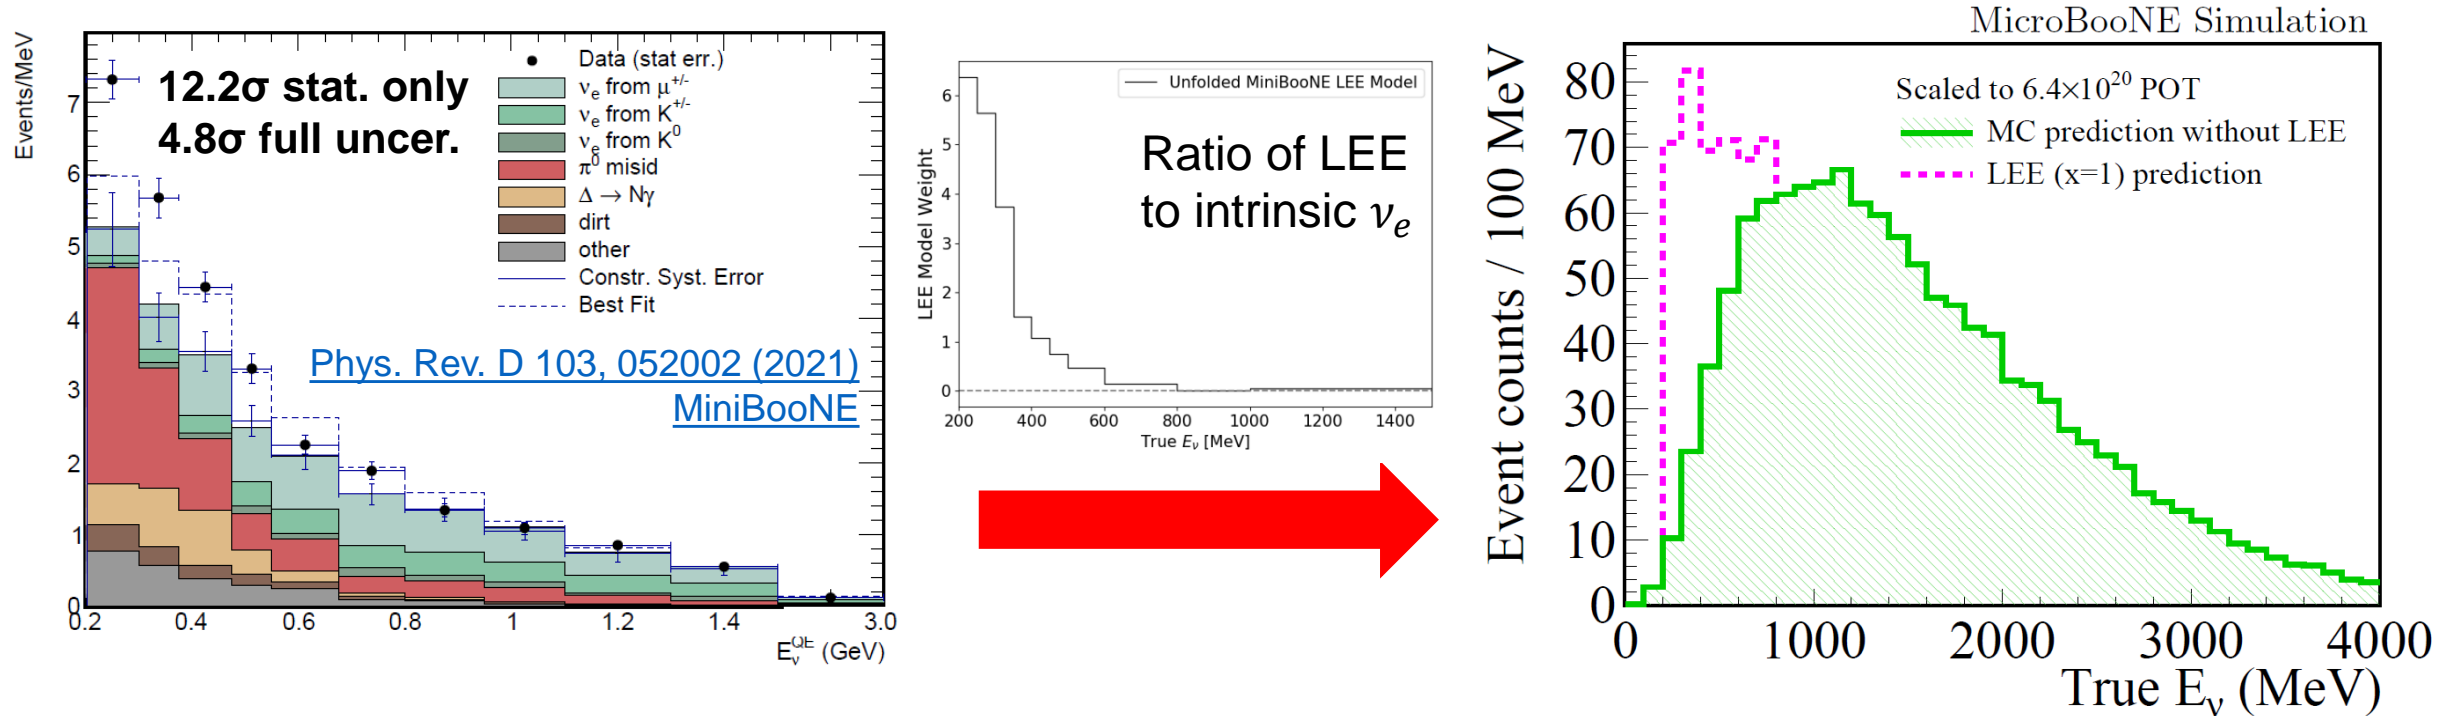 Events/MeV
7
6
5
4
3
2
1
0
12.2σ stat. only
4.8σ full uncer.
Data (stat err.)
νe from μ+/-
νe from K+/-
νe from K0
π0 misid
Δ → Nγ
dirt
other
Constr. Syst. Error
Best Fit
Phys. Rev. D 103, 052002 (2021)
MiniBooNE
0.2 0.4 0.6 0.8 1 1.2 1.4 3.0
EνQE (GeV)
LEE Model Weight
6
5
4
3
2
1
0
Unfolded MiniBooNE LEE Model
Ratio of LEE
to intrinsic νe
200 400 600 800 1000 1200 1400
True Eν [MeV]
MicroBooNE Simulation
Event counts / 100 MeV
80
70
60
50
40
30
20
10
0
Scaled to 6.4×10²⁰ POT
MC prediction without LEE
LEE (x=1) prediction
0 1000 2000 3000 4000
True Eν (MeV)